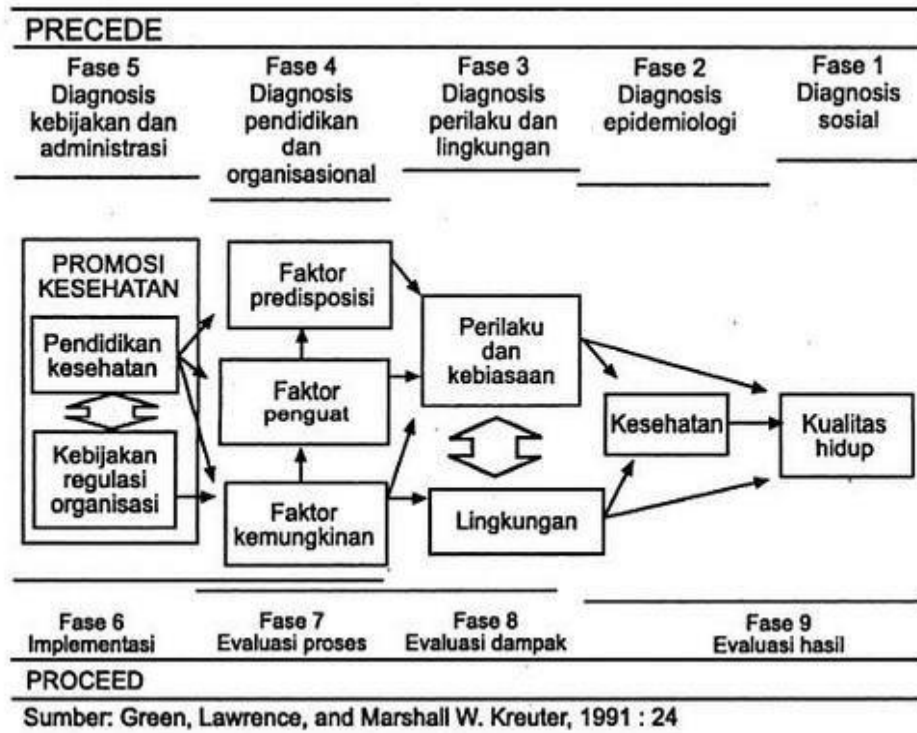 PRECEDE
Fase 5
Diagnosis
kebijakan dan
administrasi
Fase 4
Diagnosis
pendidikan
dan
organisasional
Fase 3
Diagnosis
perilaku dan
lingkungan
Fase 2
Diagnosis
epidemiologi
Fase 1
Diagnosis
sosial
PROMOSI
KESEHATAN
Pendidikan
kesehatan
Kebijakan
regulasi
organisasi
Faktor
predisposisi
Faktor
penguat
Faktor
kemungkinan
Perilaku
dan
kebiasaan
Lingkungan
Kesehatan
Kualitas
hidup
Fase 6
Implementasi
Fase 7
Evaluasi proses
Fase 8
Evaluasi dampak
Fase 9
Evaluasi hasil
PROCEED
Sumber: Green, Lawrence, and Marshall W. Kreuter, 1991 : 24